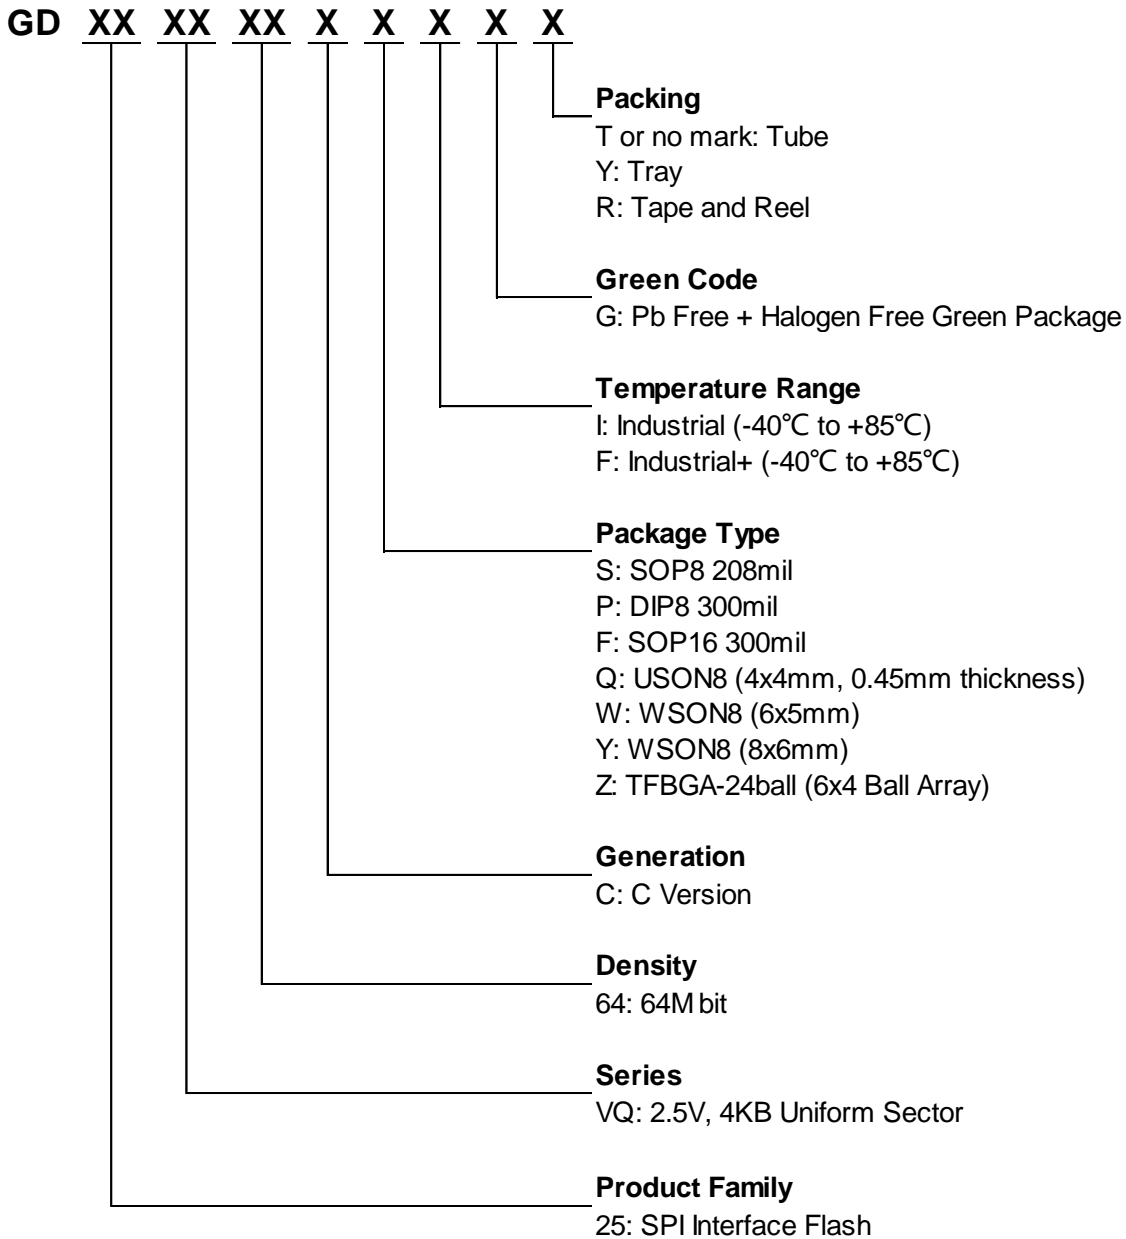 GD XX XX XX X X X X X
Packing
T or no mark: Tube
Y: Tray
R: Tape and Reel
Green Code
G: Pb Free + Halogen Free Green Package
Temperature Range
I: Industrial (-40℃ to +85℃)
F: Industrial+ (-40℃ to +85℃)
Package Type
S: SOP8 208mil
P: DIP8 300mil
F: SOP16 300mil
Q: USON8 (4x4mm, 0.45mm thickness)
W: WSON8 (6x5mm)
Y: WSON8 (8x6mm)
Z: TFBGA-24ball (6x4 Ball Array)
Generation
C: C Version
Density
64: 64M bit
Series
VQ: 2.5V, 4KB Uniform Sector
Product Family
25: SPI Interface Flash